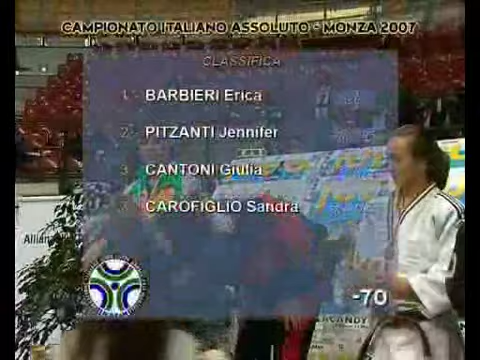 CAMPIONATO ITALIANO ASSOLUTO - MONZA 2007
CLASSIFICA
1 BARBIERI Erica
2 PITZANTI Jennifer
3 CANTONI Giulia
3 CAROFIGLIO Sandra
Allian
-70